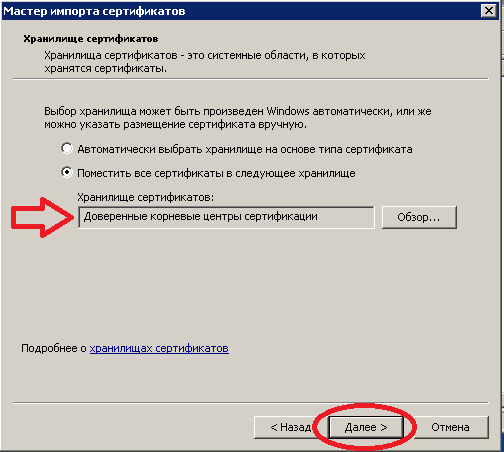 Мастер импорта сертификатов
Хранилище сертификатов
Хранилища сертификатов - это системные области, в которых
хранятся сертификаты.
Выбор хранилища может быть произведен Windows автоматически, или же
можно указать размещение сертификата вручную.
Автоматически выбрать хранилище на основе типа сертификата
Поместить все сертификаты в следующее хранилище
Хранилище сертификатов:
Доверенные корневые центры сертификации
Обзор...
Подробнее о хранилищах сертификатов
< Назад
Далее >
Отмена